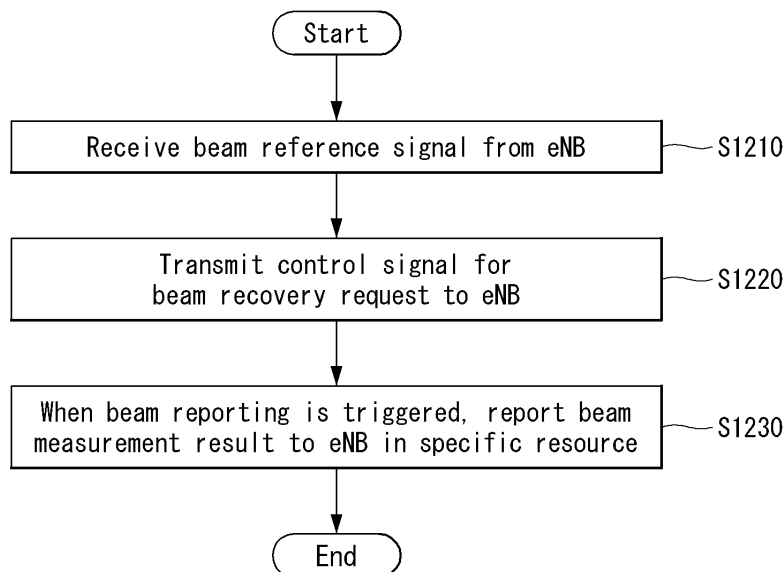 Start
Receive beam reference signal from eNB
S1210
Transmit control signal for
beam recovery request to eNB
S1220
When beam reporting is triggered, report beam
measurement result to eNB in specific resource
S1230
End